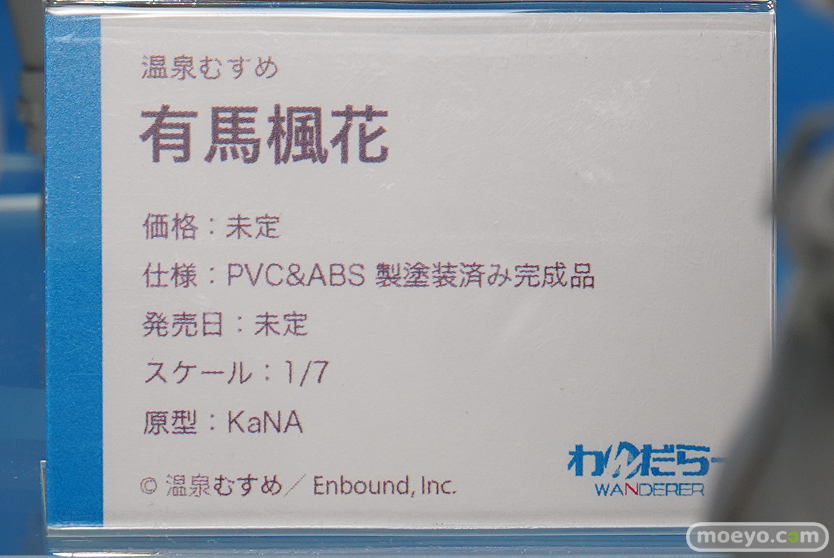 温泉むすめ
有馬楓花
価格：未定
仕様：PVC&ABS 製塗装済み完成品
発売日：未定
スケール：1/7
原型：KaNA
わんだらー
WANDERER
© 温泉むすめ／ Enbound, Inc.
moeyo.com